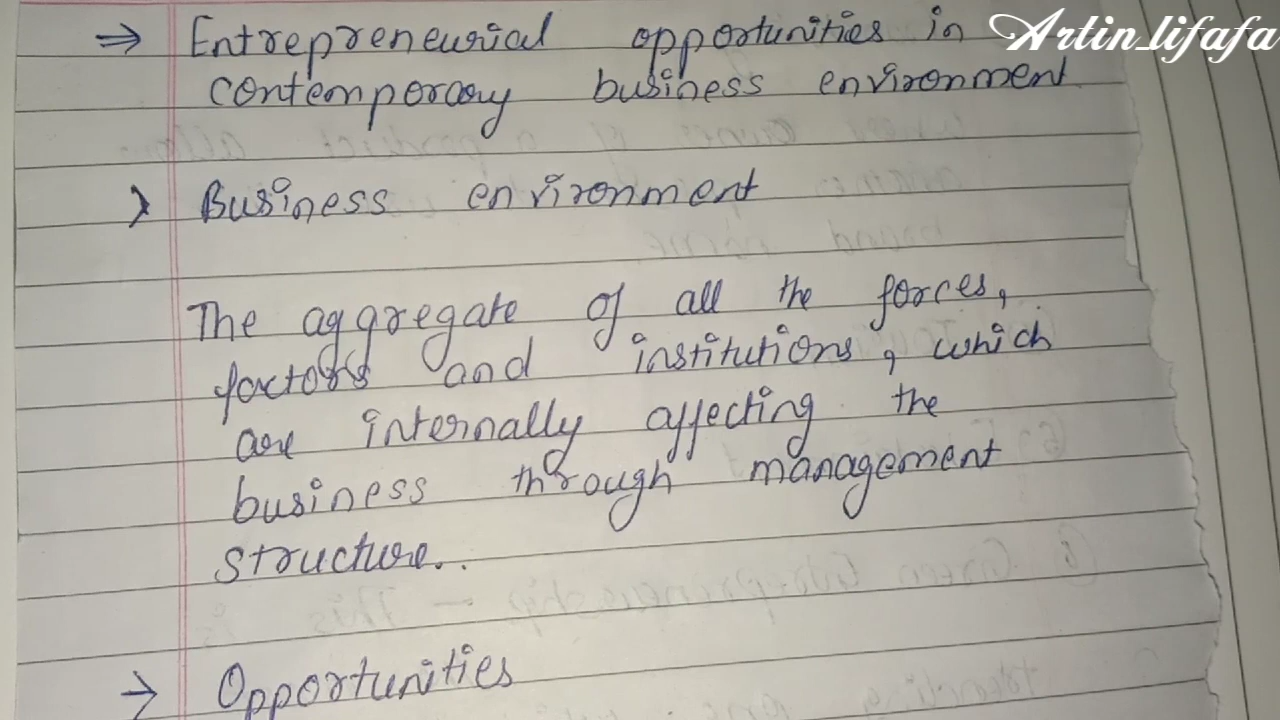 Artin_lifafa
⇒ Entrepreneurial opportunities in
contemporary business environment
> Business environment
The aggregate of all the forces,
factors and institutions, which
are internally affecting the
business through management
structure..
→ Opportunities